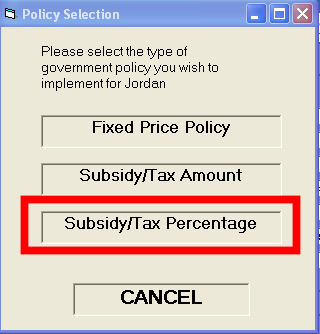 Policy Selection
Please select the type of
government policy you wish to
implement for Jordan
Fixed Price Policy
Subsidy/Tax Amount
Subsidy/Tax Percentage
CANCEL